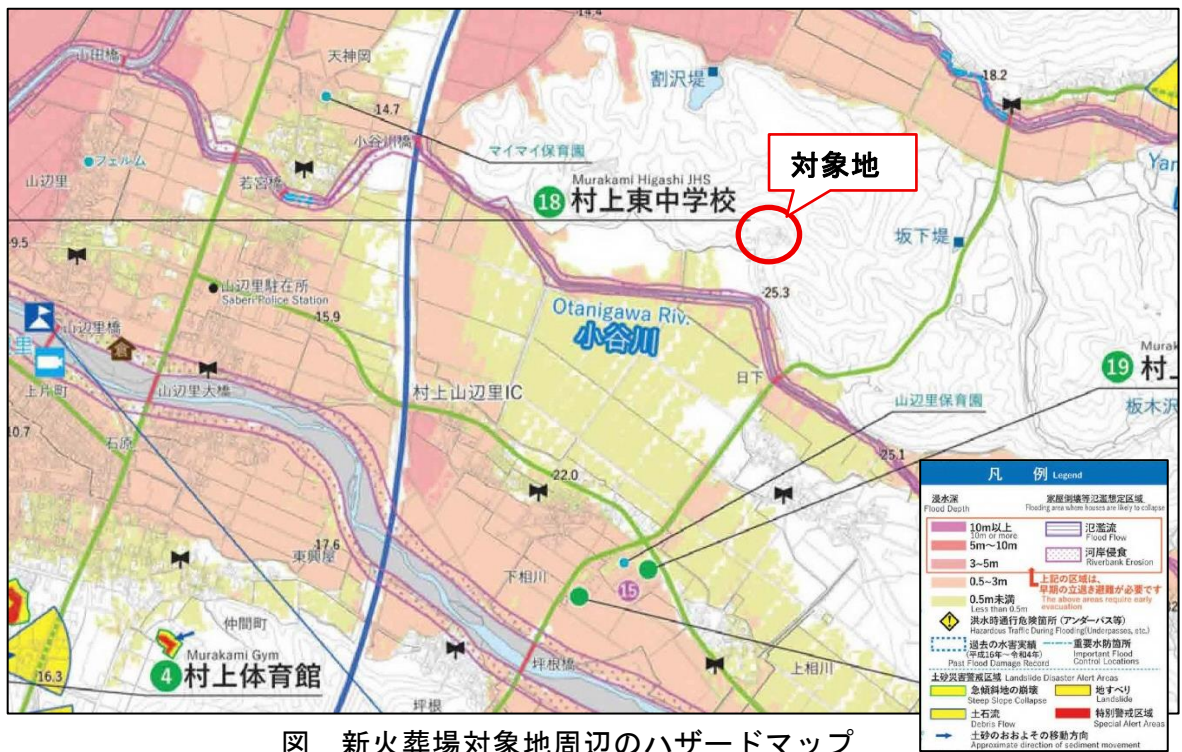 14.4
山田橋
天神岡
割沢堤
-18.2
-14.7
小谷川橋
マイマイ保育園
対象地
フェルム
山辺里
若宮橋
Murakami Higashi JHS
18 村上東中学校
Yar
坂下堤
-9.5
山辺里駐在所
Saberi Police Station
-25.3
Otanigawa Riv.
小谷川
-15.9
山辺里橋
里
Murak
19 村上
上片町
山辺里大橋
村上山辺里IC
日下
山辺里保育園
板木沢
石原
10.7
-25.1
-22.0
-17.6
東興屋
下相川
15
仲間町
Murakami Gym
4 村上体育館
16.3
坪根橋
上相川
坪根
凡 例 Legend
浸水深
Flood Depth
家屋倒壊等氾濫想定区域
Flooding area where houses are likely to collapse
10m以上
10m or more
氾濫流
Flood Flow
5m～10m
3~5m
河岸侵食
Riverbank Erosion
0.5~3m
上記の区域は、
早期の立退き避難が必要です
The above areas require early
evacuation
0.5m未満
Less than 0.5m
洪水時通行危険箇所 (アンダーパス等)
Hazardous Traffic During Flooding(Underpasses, etc.)
過去の水害実績
(平成16年～令和4年)
Past Flood Damage Record
重要水防箇所
Important Flood
Control Locations
土砂災害警戒区域 Landslide Disaster Alert Areas
急傾斜地の崩壊
Steep Slope Collapse
地すべり
Landslide
土石流
Debris Flow
特別警戒区域
Special Alert Areas
土砂のおおよその移動方向
Approximate direction of sediment movement
図 新火葬場対象地周辺のハザードマップ